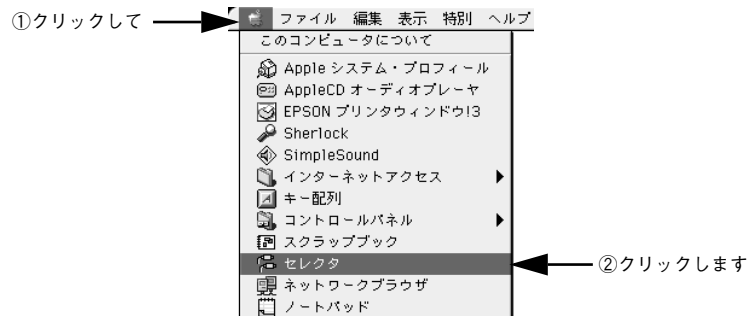 ①クリックして
ファイル 編集 表示 特別 ヘルプ
このコンピュータについて
Apple システム・プロフィール
AppleCD オーディオプレーヤ
EPSON プリンタウィンドウ!3
Sherlock
SimpleSound
インターネットアクセス
キー配列
コントロールパネル
スクラップブック
セレクタ
②クリックします
ネットワークブラウザ
ノートパッド